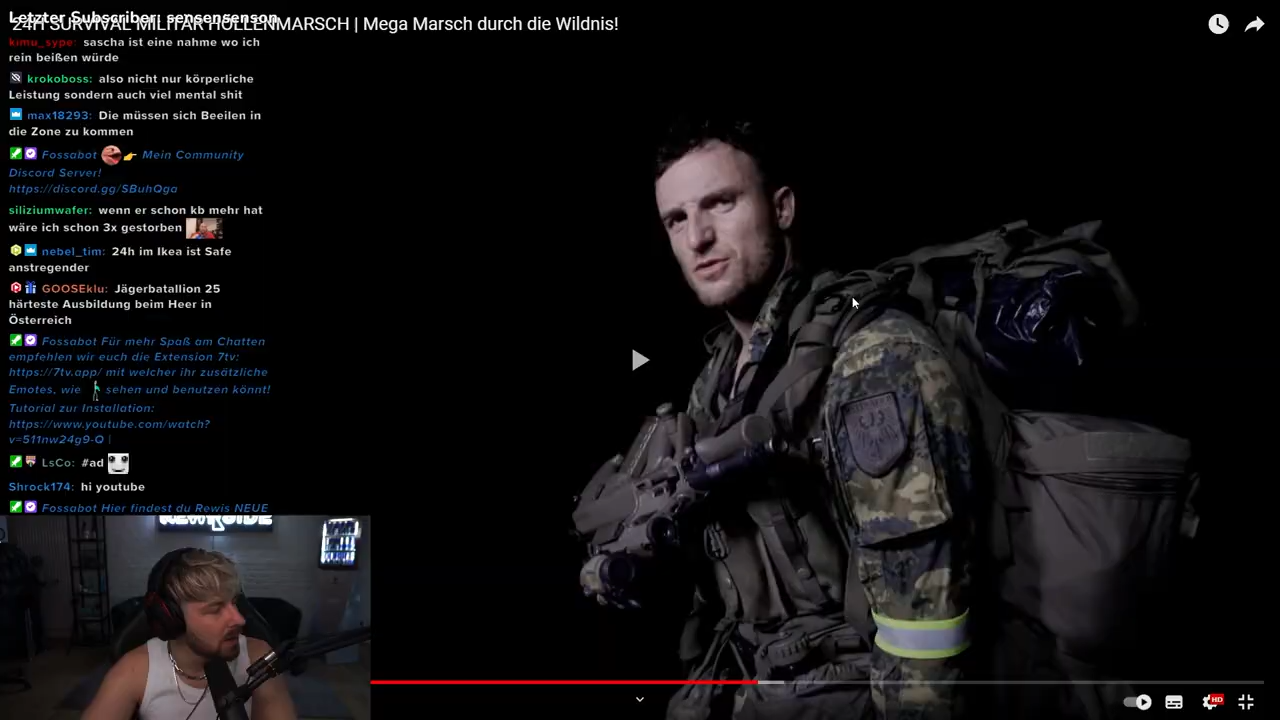 Letzter Subscriber: sensensenson
24H SURVIVAL MILITÄR HÖLLENMARSCH | Mega Marsch durch die Wildnis!
kimu_sype: sascha ist eine nahme wo ich
rein beißen würde
krokoboss: also nicht nur körperliche
Leistung sondern auch viel mental shit
max18293: Die müssen sich Beeilen in
die Zone zu kommen
Fossabot Mein Community
Discord Server!
https://discord.gg/SBuhQga
siliziumwafer: wenn er schon kb mehr hat
wäre ich schon 3x gestorben
nebel_tim: 24h im Ikea ist Safe
anstregender
GOOSEklu: Jägerbatallion 25
härteste Ausbildung beim Heer in
Österreich
Fossabot Für mehr Spaß am Chatten
empfehlen wir euch die Extension 7tv:
https://7tv.app/ mit welcher ihr zusätzliche
Emotes, wie sehen und benutzen könnt!
Tutorial zur Installation:
https://www.youtube.com/watch?
v=511nw24g9-Q |
LsCo: #ad
Shrock174: hi youtube
Fossabot Hier findest du Rewis NEUE
HD